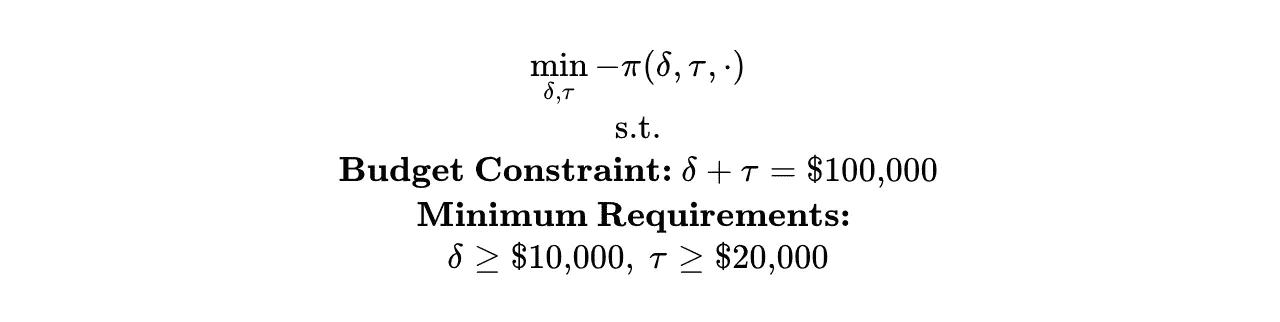 min −π(δ, τ, ·)
δ,τ
s.t.
Budget Constraint: δ + τ = $100,000
Minimum Requirements:
δ ≥ $10,000, τ ≥ $20,000